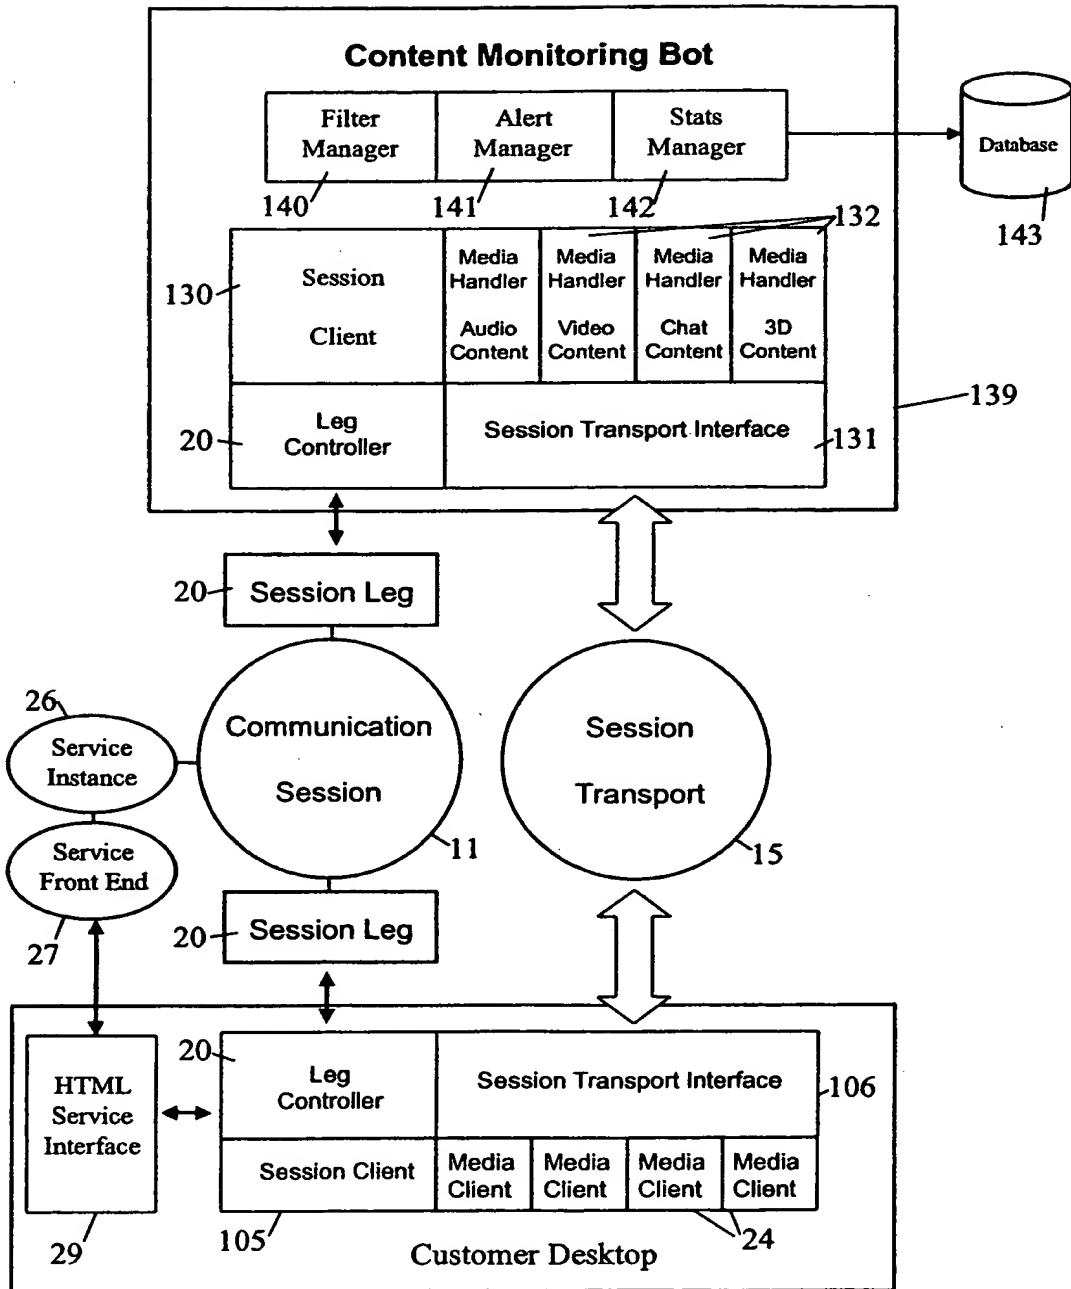 Content Monitoring Bot
Filter
Manager
Alert
Manager
Stats
Manager
Database
140
141
142
132
143
130
Session
Client
Media
Handler
Audio
Content
Media
Handler
Video
Content
Media
Handler
Chat
Content
Media
Handler
3D
Content
139
20
Leg
Controller
Session Transport Interface
131
20
Session Leg
26
Service
Instance
Communication
Session
Session
Transport
11
15
Service
Front End
27
20
Session Leg
HTML
Service
Interface
20
Leg
Controller
Session Transport Interface
106
Session Client
Media
Client
Media
Client
Media
Client
Media
Client
29
105
24
Customer Desktop